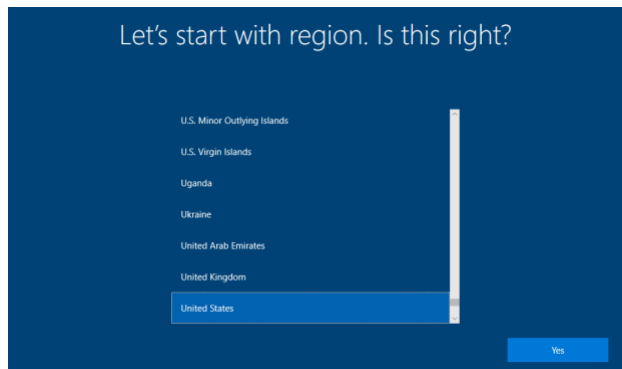 Let's start with region. Is this right?
U.S. Minor Outlying Islands
U.S. Virgin Islands
Uganda
Ukraine
United Arab Emirates
United Kingdom
United States
Yes